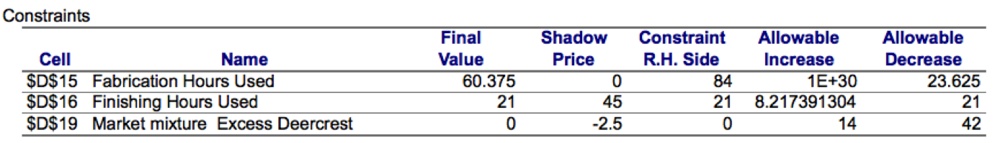 Constraints
Final Shadow Constraint Allowable Allowable
Cell Name Value Price R.H. Side Increase Decrease
$D$15 Fabrication Hours Used 60.375 0 84 1E+30 23.625
$D$16 Finishing Hours Used 21 45 21 8.217391304 21
$D$19 Market mixture  Excess Deercrest 0 -2.5 0 14 42